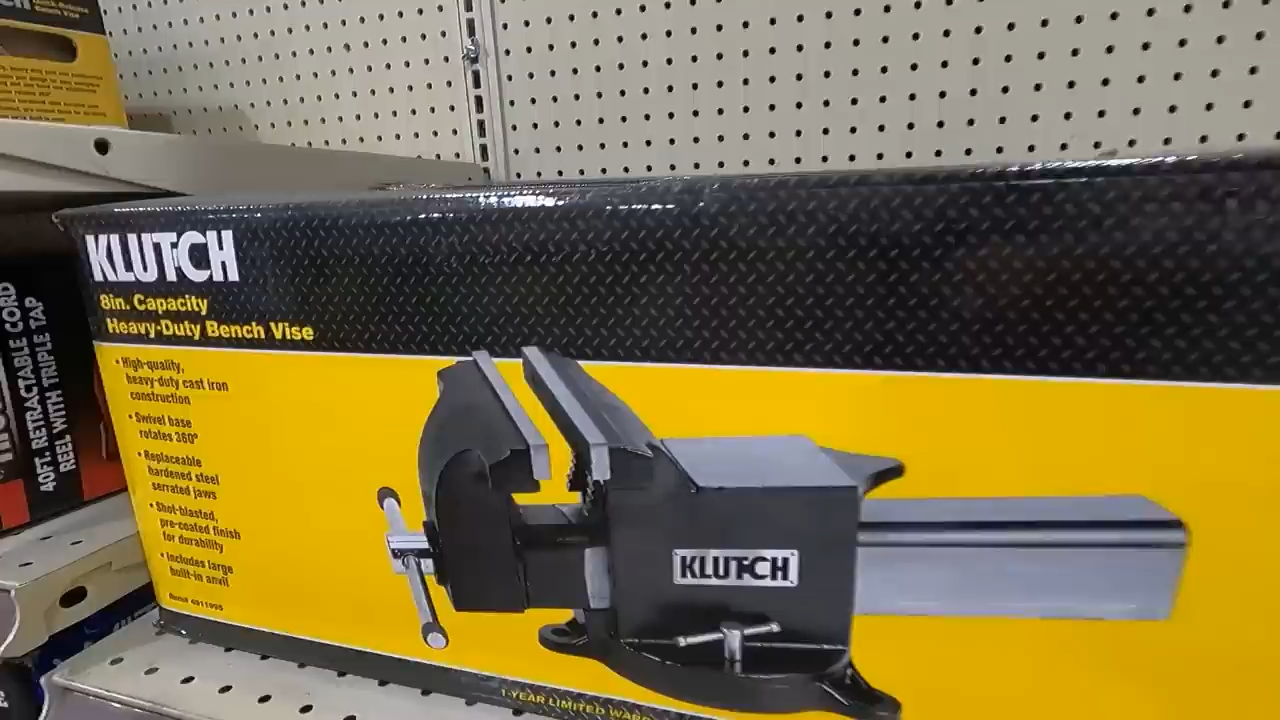 Bench Vise
KLUTCH
8in. Capacity
Heavy-Duty Bench Vise
• High-quality,
heavy-duty cast iron
construction
• Swivel base
rotates 360°
• Replaceable
hardened steel
serrated jaws
• Shot-blasted,
pre-coated finish
for durability
• Includes large
built-in anvil
KLUTCH
1-YEAR LIMITED
40FT. RETRACTABLE CORD
REEL WITH TRIPLE TAP